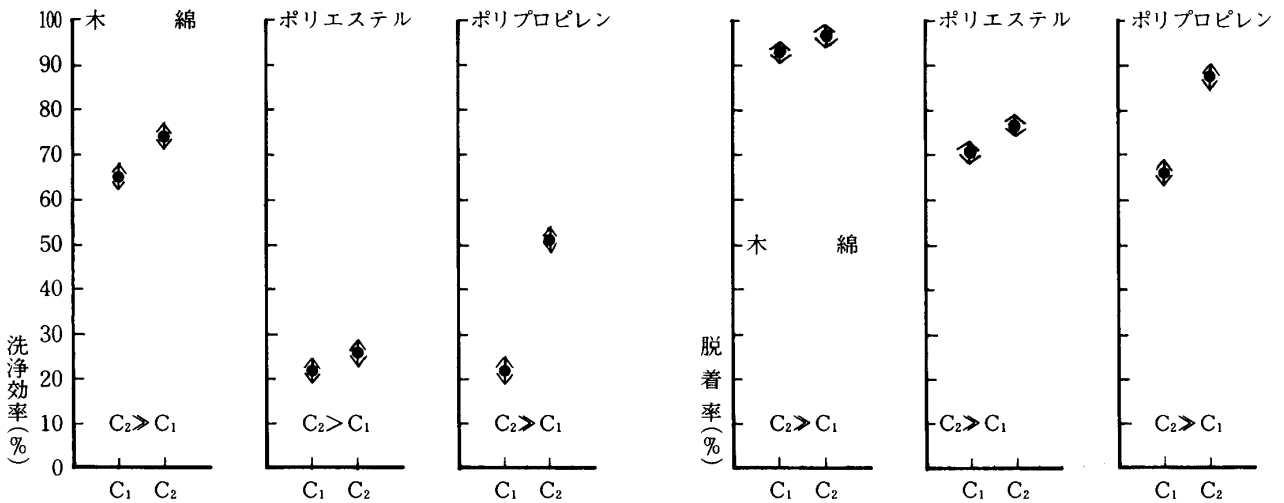 木綿
ポリエステル
ポリプロピレン
100
90
80
70
60
50
40
30
20
10
0
洗浄効率(%)
C₂≫C₁
C₂>C₁
C₂≫C₁
C₁ C₂
C₁ C₂
C₁ C₂
木綿
ポリエステル
ポリプロピレン
脱着率(%)
C₂≫C₁
C₂≫C₁
C₂≫C₁
C₁ C₂
C₁ C₂
C₁ C₂